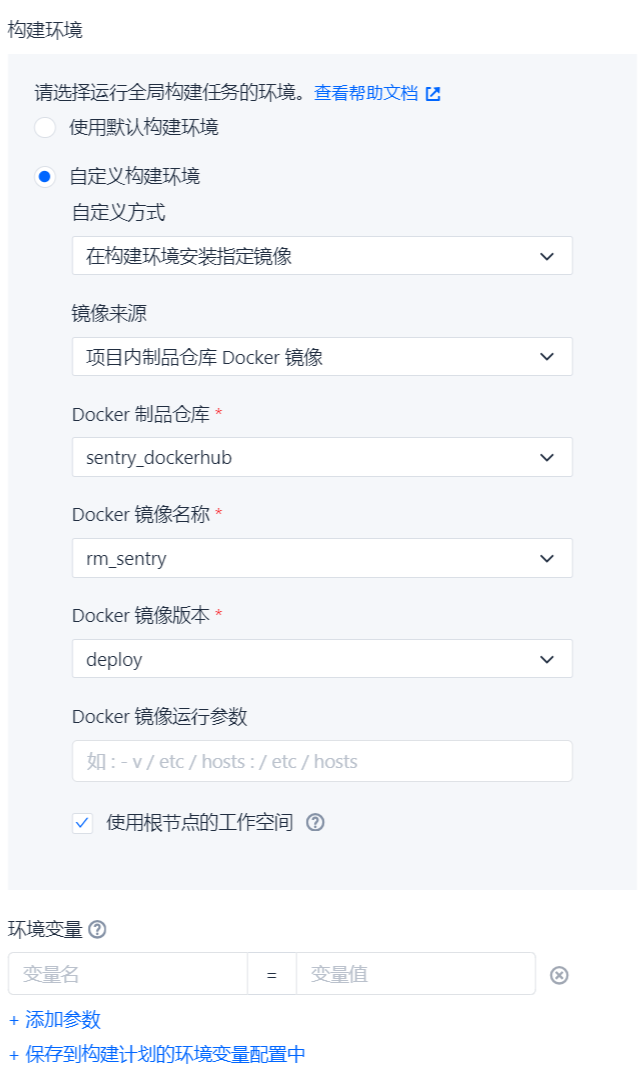 构建环境
请选择运行全局构建任务的环境。查看帮助文档
使用默认构建环境
自定义构建环境
自定义方式
在构建环境安装指定镜像
镜像来源
项目内制品仓库 Docker 镜像
Docker 制品仓库 *
sentry_dockerhub
Docker 镜像名称 *
rm_sentry
Docker 镜像版本 *
deploy
Docker 镜像运行参数
如 : - v / etc / hosts : / etc / hosts
使用根节点的工作空间
环境变量
变量名 = 变量值
+ 添加参数
+ 保存到构建计划的环境变量配置中